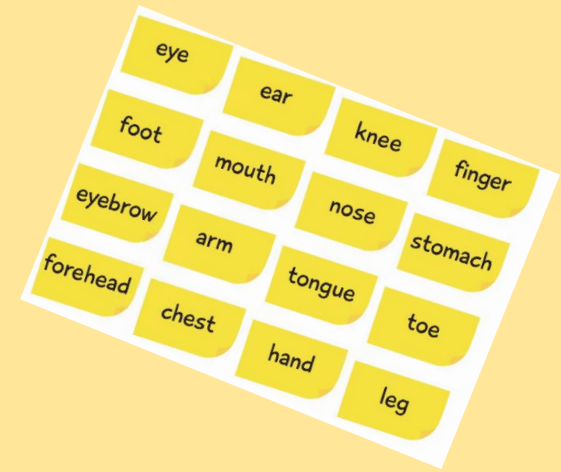 eye
ear
knee
finger
foot
mouth
nose
stomach
eyebrow
arm
tongue
toe
forehead
chest
hand
leg